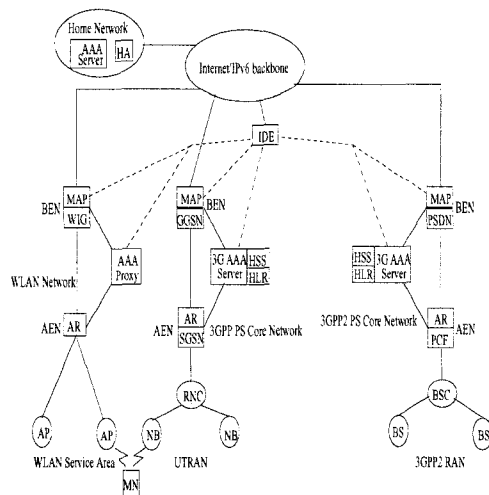 Home Network
AAA
Server
HA
Internet/IPv6 backbone
IDE
MAP
BEN
WIG
MAP
BEN
GGSN
MAP
BEN
PSDN
AAA
Proxy
3G AAA
Server
HSS
HLR
HSS
HLR
3G AAA
Server
WLAN Network
AEN
AR
AEN
AR
SGSN
3GPP PS Core Network
3GPP2 PS Core Network
AR
AEN
PCF
RNC
BSC
AP
AP
NB
NB
BS
BS
WLAN Service Area
UTRAN
3GPP2 RAN
MN